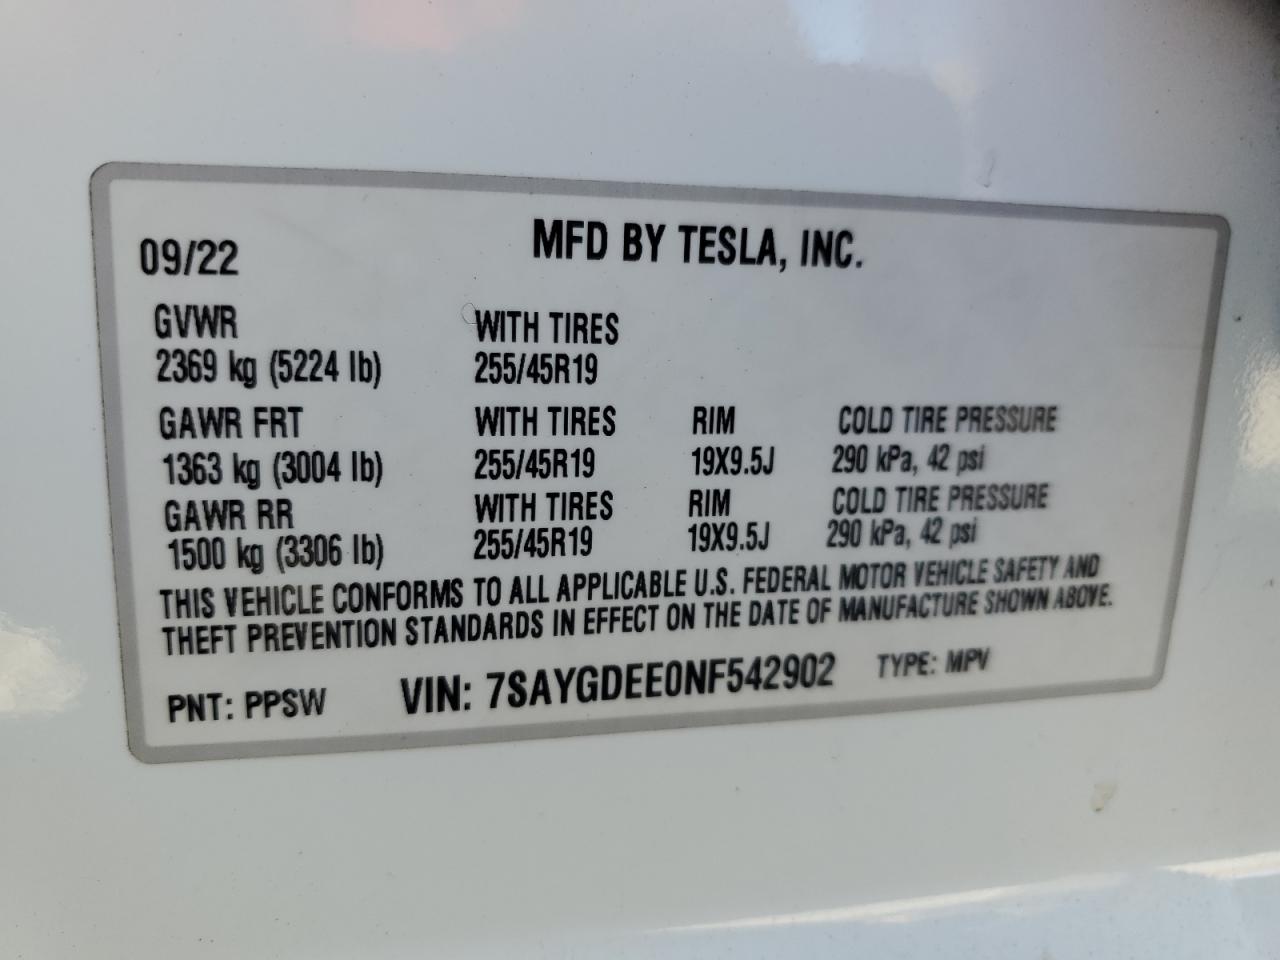 09/22 MFD BY TESLA, INC.
GVWR WITH TIRES
2369 kg (5224 lb) 255/45R19
GAWR FRT WITH TIRES RIM COLD TIRE PRESSURE
1363 kg (3004 lb) 255/45R19 19X9.5J 290 kPa, 42 psi
GAWR RR WITH TIRES RIM COLD TIRE PRESSURE
1500 kg (3306 lb) 255/45R19 19X9.5J 290 kPa, 42 psi
THIS VEHICLE CONFORMS TO ALL APPLICABLE U.S. FEDERAL MOTOR VEHICLE SAFETY AND
THEFT PREVENTION STANDARDS IN EFFECT ON THE DATE OF MANUFACTURE SHOWN ABOVE.
PNT: PPSW VIN: 7SAYGDEE0NF542902 TYPE: MPV